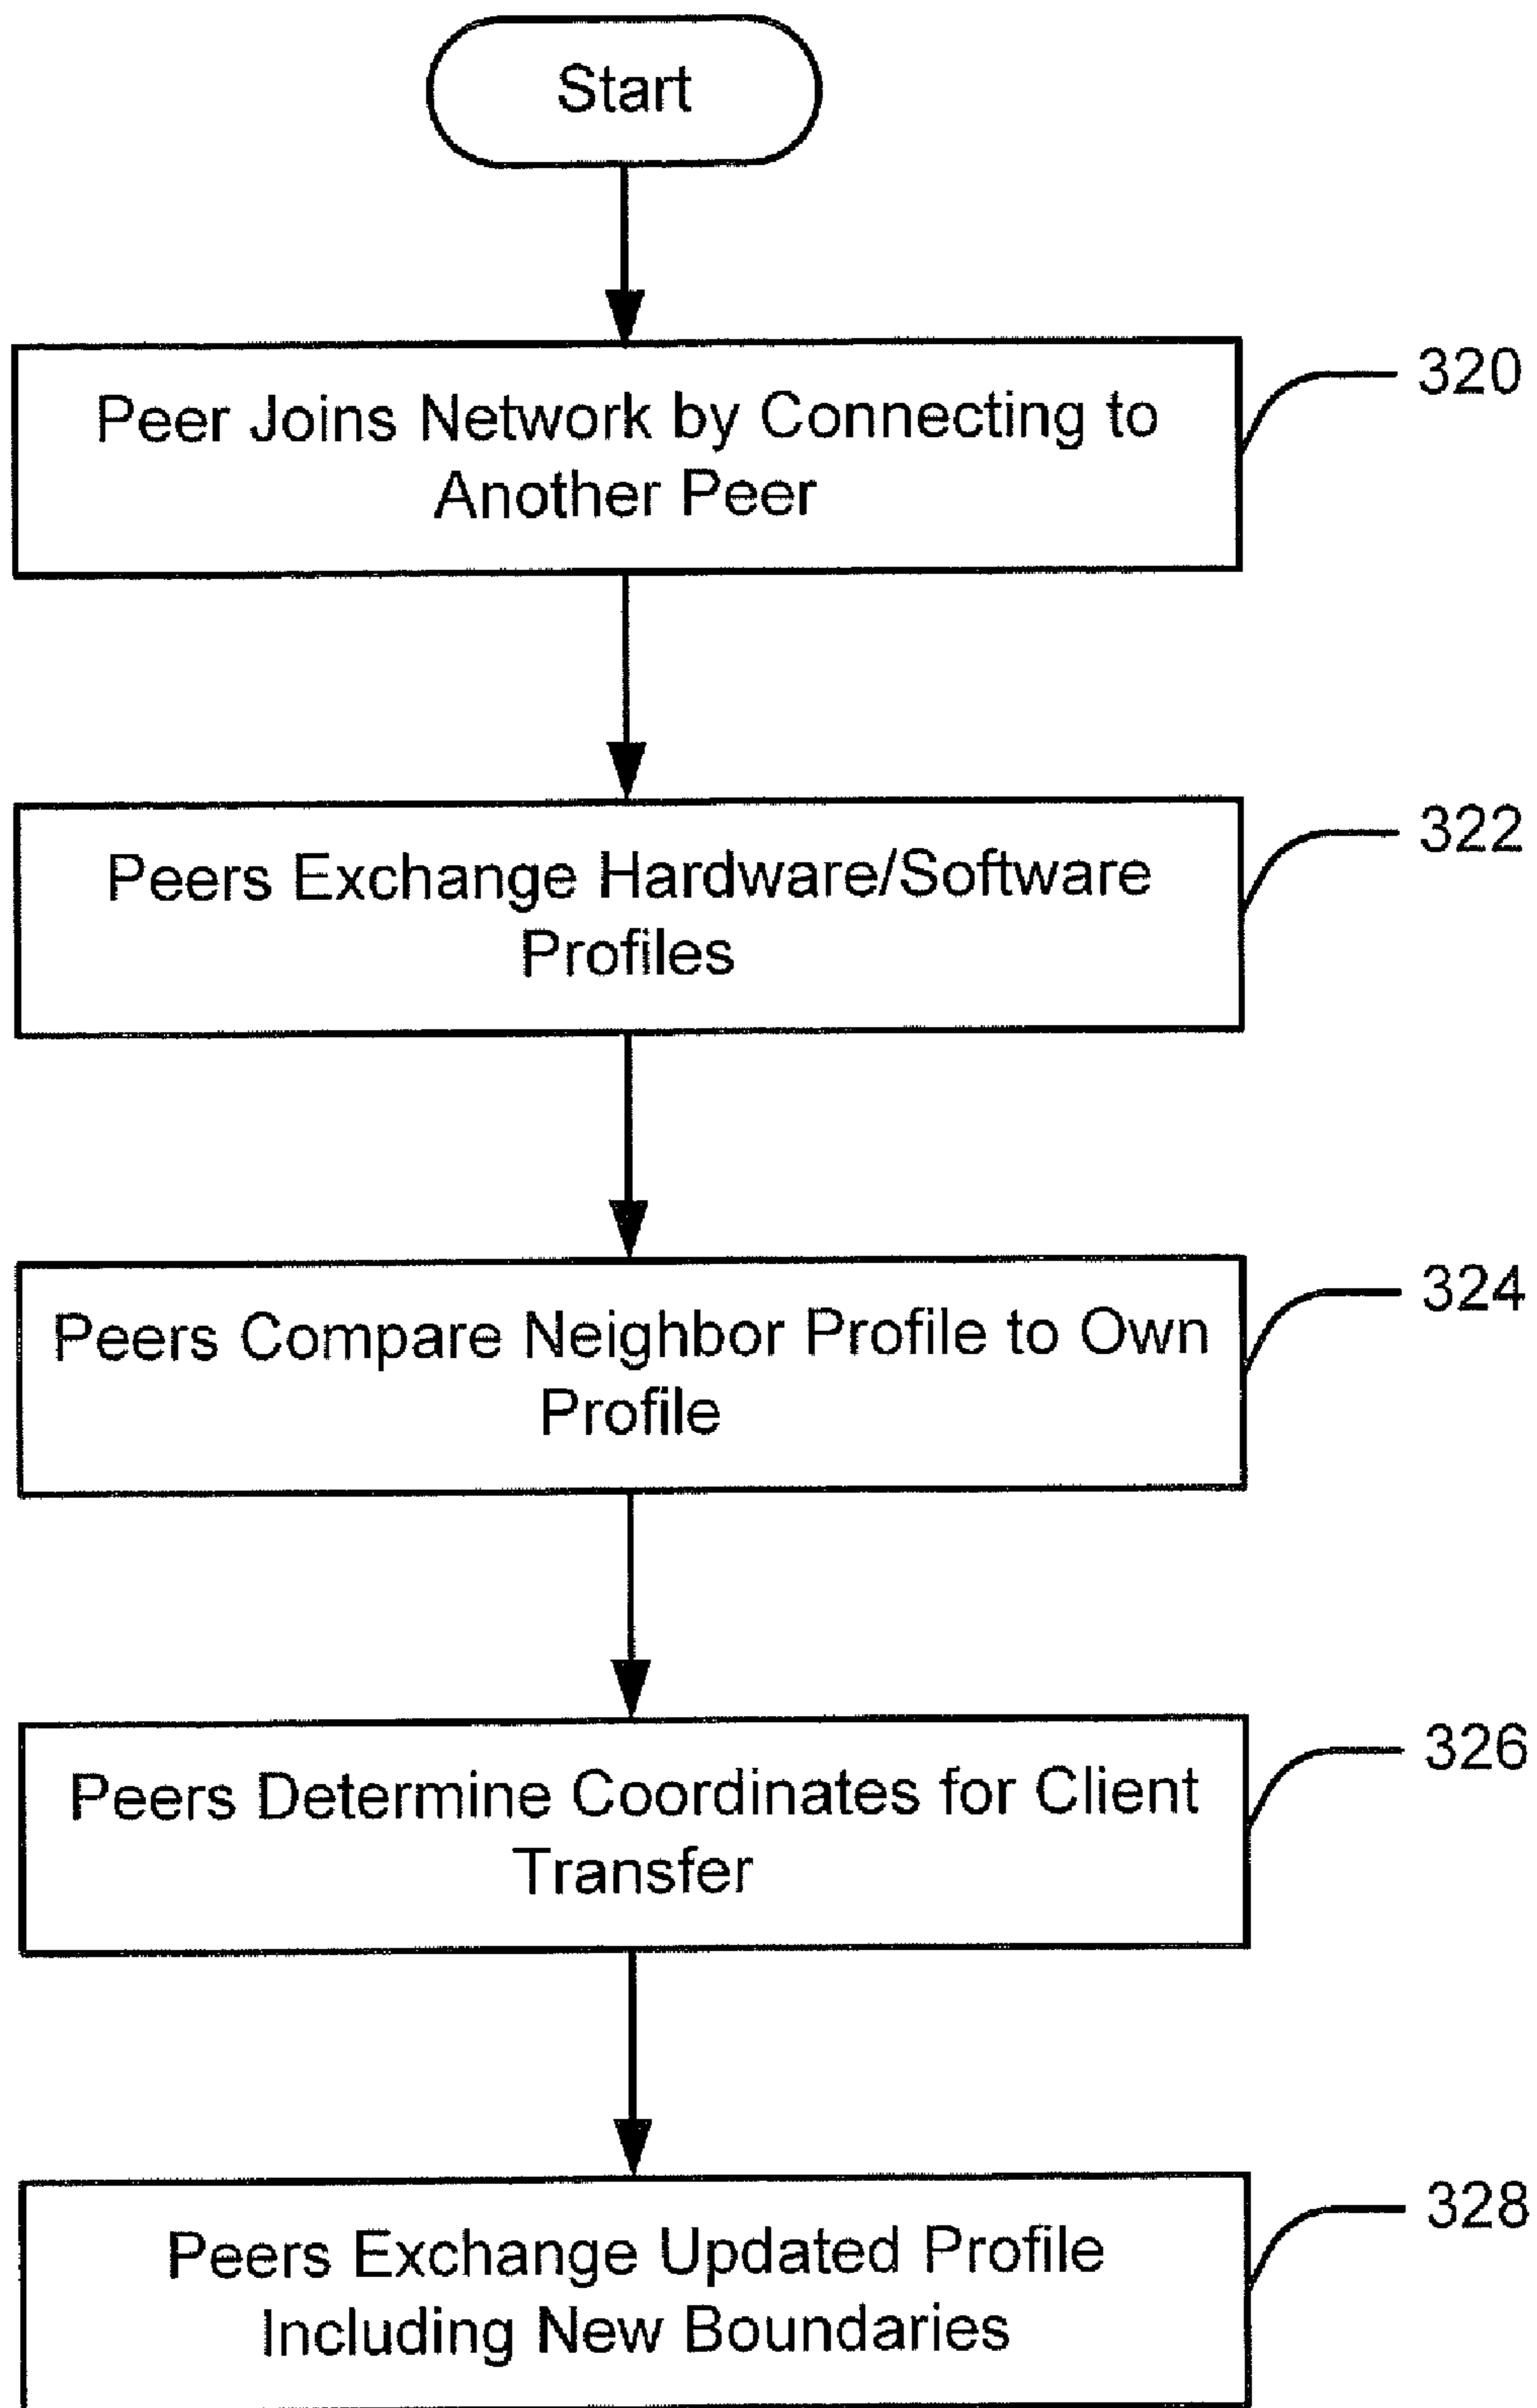 Start
Peer Joins Network by Connecting to
Another Peer
320
Peers Exchange Hardware/Software
Profiles
322
Peers Compare Neighbor Profile to Own
Profile
324
Peers Determine Coordinates for Client
Transfer
326
Peers Exchange Updated Profile
Including New Boundaries
328